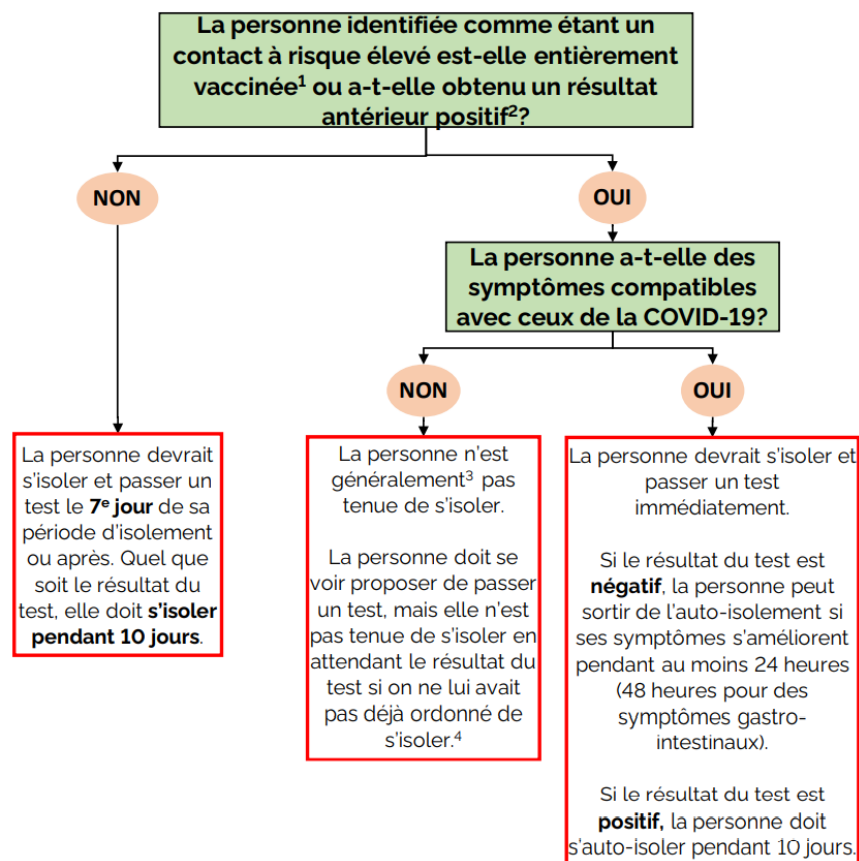 La personne identifiée comme étant un
contact à risque élevé est-elle entièrement
vaccinée¹ ou a-t-elle obtenu un résultat
antérieur positif²?
NON
OUI
La personne a-t-elle des
symptômes compatibles
avec ceux de la COVID-19?
NON
OUI
La personne devrait
s'isoler et passer un
test le 7ᵉ jour de sa
période d'isolement
ou après. Quel que
soit le résultat du
test, elle doit s'isoler
pendant 10 jours.
La personne n'est
généralement³ pas
tenue de s'isoler.
La personne doit se
voir proposer de passer
un test, mais elle n'est
pas tenue de s'isoler en
attendant le résultat du
test si on ne lui avait
pas déjà ordonné de
s'isoler.⁴
La personne devrait s'isoler et
passer un test
immédiatement.
Si le résultat du test est
négatif, la personne peut
sortir de l'auto-isolement si
ses symptômes s'améliorent
pendant au moins 24 heures
(48 heures pour des
symptômes gastro-
intestinaux).
Si le résultat du test est
positif, la personne doit
s'auto-isoler pendant 10 jours.